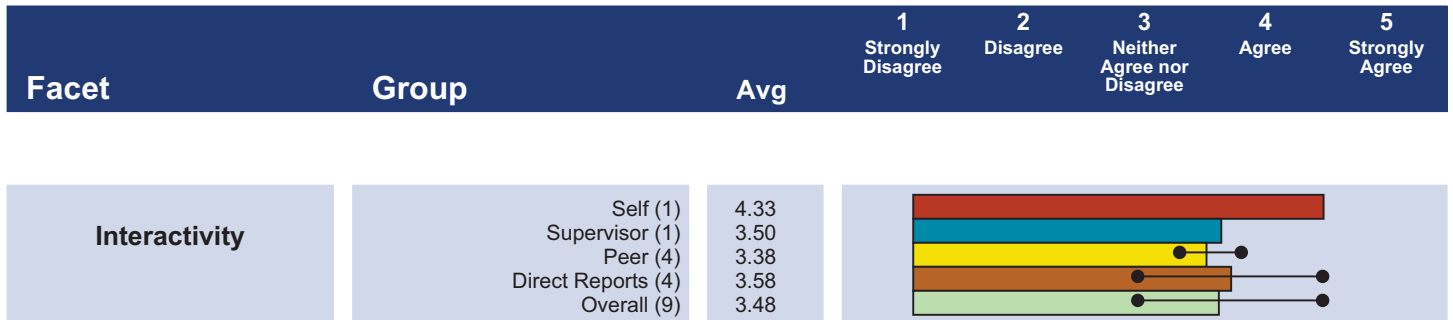 1 2 3 4 5
Strongly Disagree Neither Agree Strongly
Disagree Agree nor Agree
Disagree
Facet Group Avg
Interactivity
Self (1) 4.33
Supervisor (1) 3.50
Peer (4) 3.38
Direct Reports (4) 3.58
Overall (9) 3.48